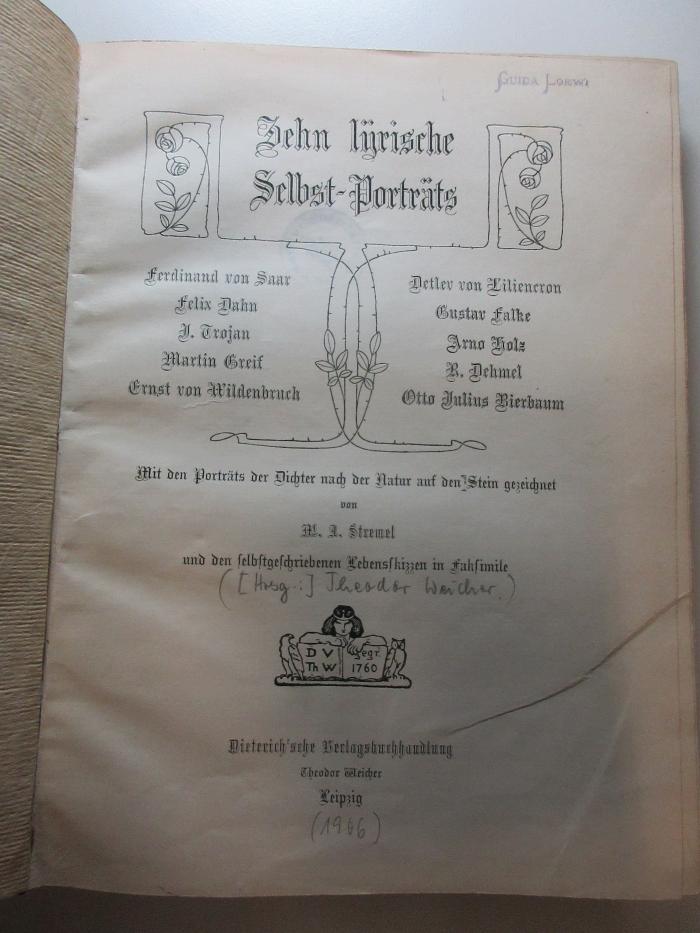 GUIDA LOEWI
Zehn lÿrische
Selbst-Porträts
Ferdinand von Saar
Felix Dahn
J. Trojan
Martin Greif
Ernst von Wildenbruch
Detlev von Liliencron
Gustav Falke
Arno Holz
R. Dehmel
Otto Julius Bierbaum
Mit den Porträts der Dichter nach der Natur auf den Stein gezeichnet
von
M. A. Stremel
und den selbstgeschriebenen Lebensskizzen in Faksimile
([Hrsg.:] Theodor Weicher.)
D V
Th W
gegr.
1760
Dieterich'sche Verlagsbuchhandlung
Theodor Weicher
Leipzig
(1906)